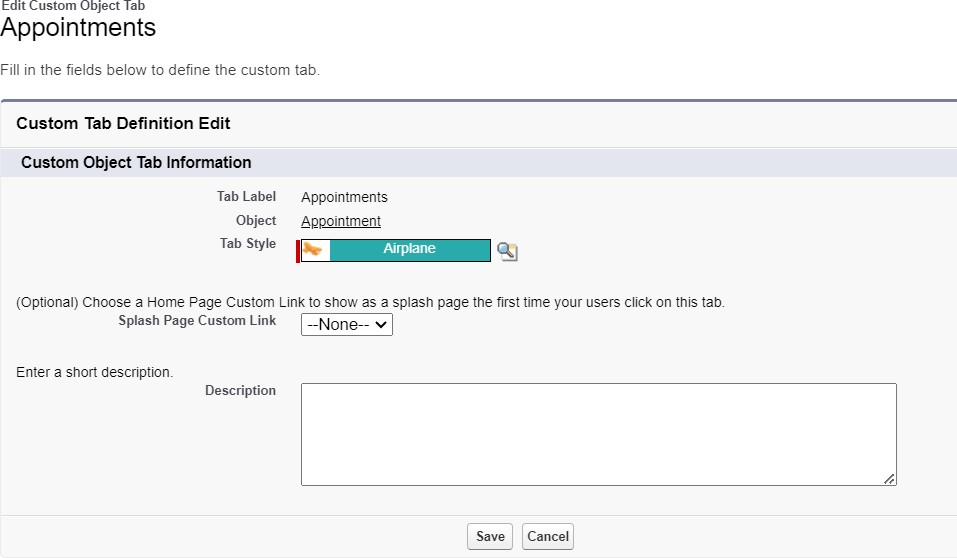 Edit Custom Object Tab
Appointments
Fill in the fields below to define the custom tab.
Custom Tab Definition Edit
Custom Object Tab Information
Tab Label Appointments
Object Appointment
Tab Style Airplane
(Optional) Choose a Home Page Custom Link to show as a splash page the first time your users click on this tab.
Splash Page Custom Link --None--
Enter a short description.
Description
Save Cancel